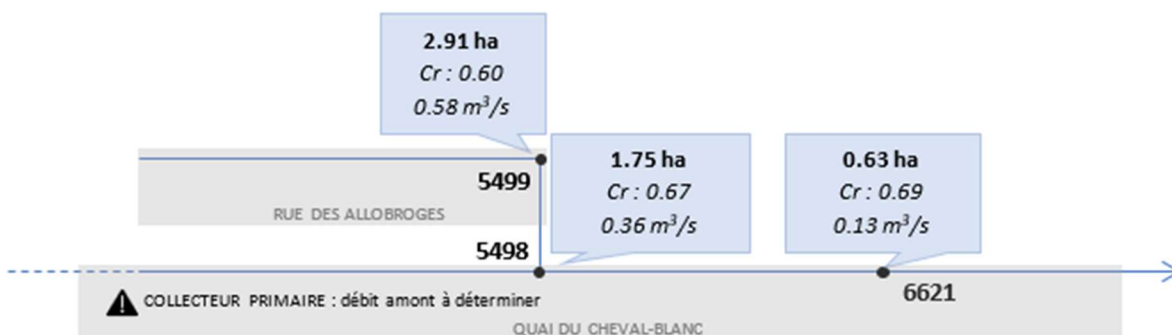 2.91 ha
Cr : 0.60
0.58 m³/s
1.75 ha
Cr : 0.67
0.36 m³/s
0.63 ha
Cr : 0.69
0.13 m³/s
5499
RUE DES ALLOBROGES
5498
6621
COLLECTEUR PRIMAIRE : débit amont à déterminer
QUAI DU CHEVAL-BLANC